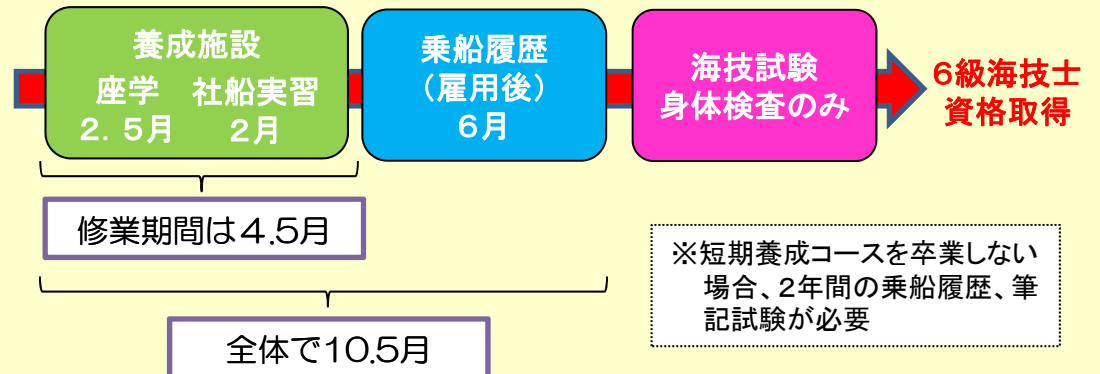 養成施設
座学 社船実習
2.5月 2月
乗船履歴
（雇用後）
6月
海技試験
身体検査のみ
6級海技士
資格取得
修業期間は4.5月
全体で10.5月
※短期養成コースを卒業しない
場合、2年間の乗船履歴、筆
記試験が必要